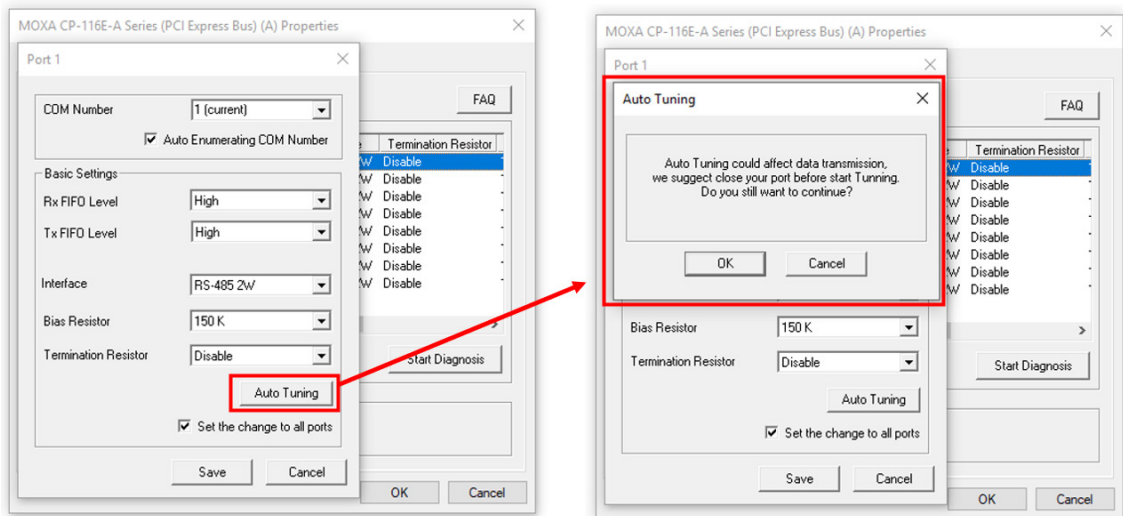 MOXA CP-116E-A Series (PCI Express Bus) (A) Properties
Port 1
COM Number
1 (current)
Auto Enumerating COM Number
Basic Settings
Rx FIFO Level
High
Tx FIFO Level
High
Interface
RS-485 2W
Bias Resistor
150 K
Termination Resistor
Disable
Auto Tuning
Set the change to all ports
Save
Cancel
FAQ
Termination Resistor
Disable
Disable
Disable
Disable
Disable
Disable
Disable
Disable
Start Diagnosis
OK
Cancel
MOXA CP-116E-A Series (PCI Express Bus) (A) Properties
Port 1
Auto Tuning
Auto Tuning could affect data transmission,
we suggest close your port before start Tunning.
Do you still want to continue?
OK
Cancel
Bias Resistor
150 K
Termination Resistor
Disable
Auto Tuning
Set the change to all ports
Save
Cancel
FAQ
Termination Resistor
Disable
Disable
Disable
Disable
Disable
Disable
Disable
Disable
Start Diagnosis
OK
Cancel